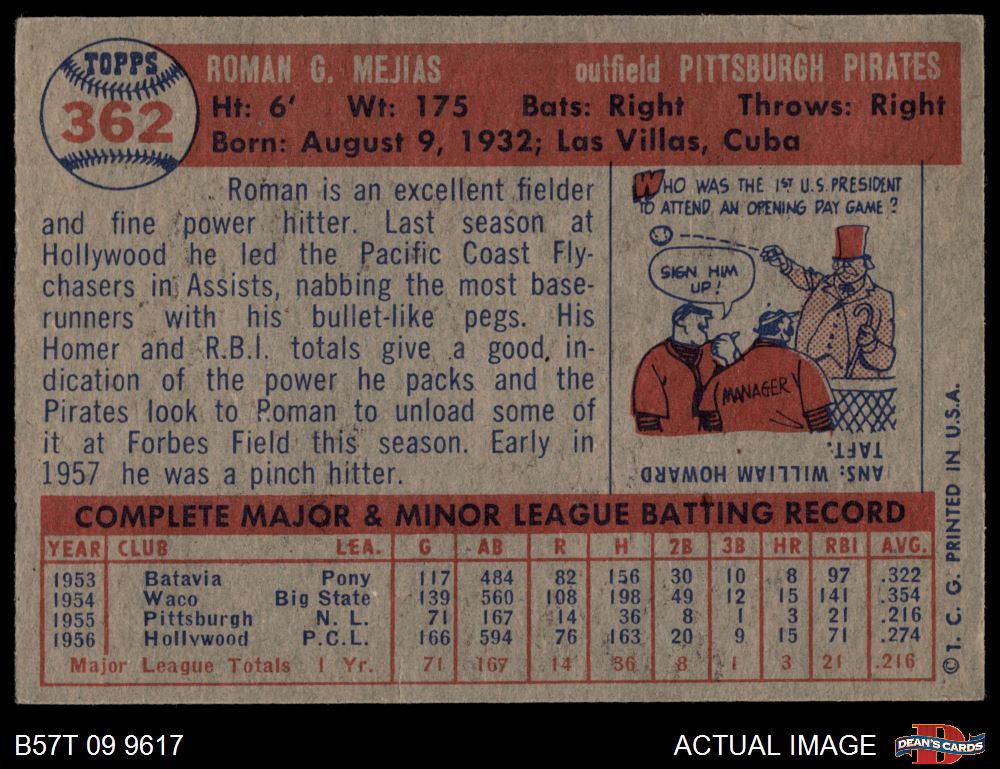 TOPPS
362
ROMAN G. MEJIAS outfield PITTSBURGH PIRATES
Ht: 6' Wt: 175 Bats: Right Throws: Right
Born: August 9, 1932; Las Villas, Cuba
Roman is an excellent fielder
and fine power hitter. Last season at
Hollywood he led the Pacific Coast Fly-
chasers in Assists, nabbing the most base-
runners with his bullet-like pegs. His
Homer and R.B.I. totals give a good in-
dication of the power he packs and the
Pirates look to Roman to unload some of
it at Forbes Field this season. Early in
1957 he was a pinch hitter.
WHO WAS THE 1ST U.S. PRESIDENT
TO ATTEND AN OPENING DAY GAME?
SIGN HIM
UP!
MANAGER
ANS: WILLIAM HOWARD
TAFT.
COMPLETE MAJOR & MINOR LEAGUE BATTING RECORD
YEAR CLUB LEA. G AB R H 2B 3B HR RBI AVG.
1953 Batavia Pony 117 484 82 156 30 10 8 97 .322
1954 Waco Big State 139 560 108 198 49 12 15 141 .354
1955 Pittsburgh N. L. 71 167 14 36 8 1 3 21 .216
1956 Hollywood P.C.L. 166 594 76 163 20 9 15 71 .274
Major League Totals 1 Yr. 71 167 14 36 8 1 3 21 .216
© T. C. G. PRINTED IN U.S.A.
B57T 09 9617
ACTUAL IMAGE
D
DEAN'S CARDS